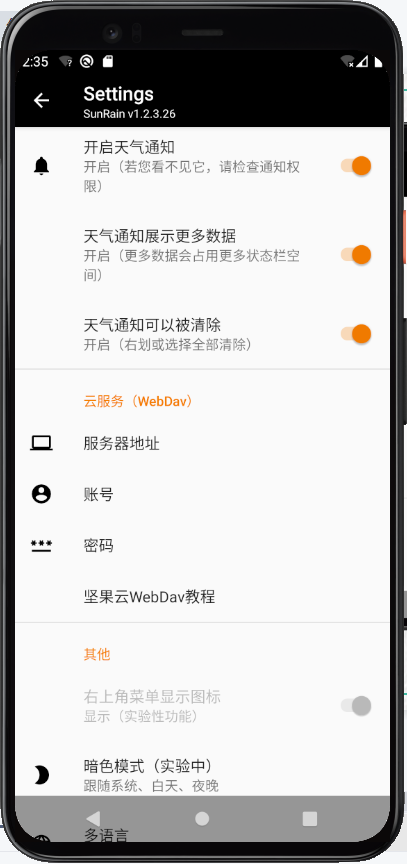 2:35
Settings
SunRain v1.2.3.26
开启天气通知
开启（若您看不见它，请检查通知权
限）
天气通知展示更多数据
开启（更多数据会占用更多状态栏空
间）
天气通知可以被清除
开启（右划或选择全部清除）
云服务（WebDav）
服务器地址
账号
密码
坚果云WebDav教程
其他
右上角菜单显示图标
显示（实验性功能）
暗色模式（实验中）
跟随系统、白天、夜晚
多语言